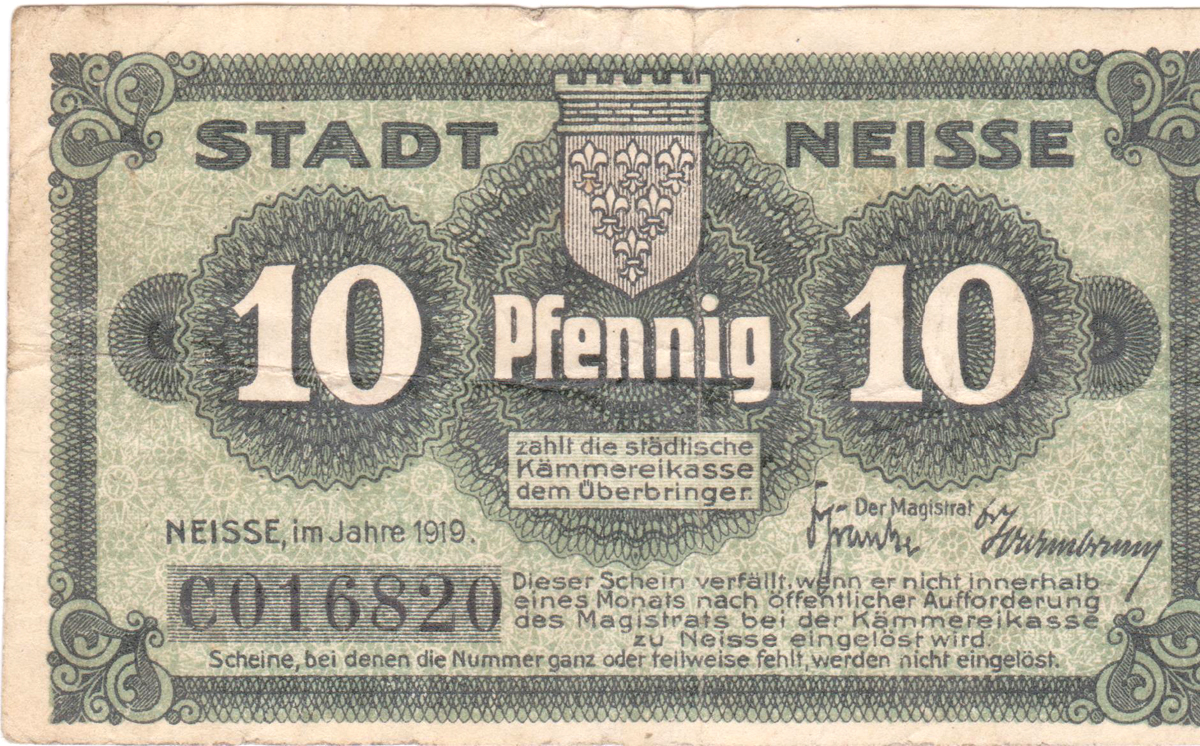 STADT NEISSE
10 Pfennig 10
zahlt die städtische
Kämmereikasse
dem Überbringer.
NEISSE, im Jahre 1919.
Der Magistrat
C016820
Dieser Schein verfällt, wenn er nicht innerhalb
eines Monats nach öffentlicher Aufforderung
des Magistrats bei der Kämmereikasse
zu Neisse eingelöst wird.
Scheine, bei denen die Nummer ganz oder teilweise fehlt, werden nicht eingelöst.